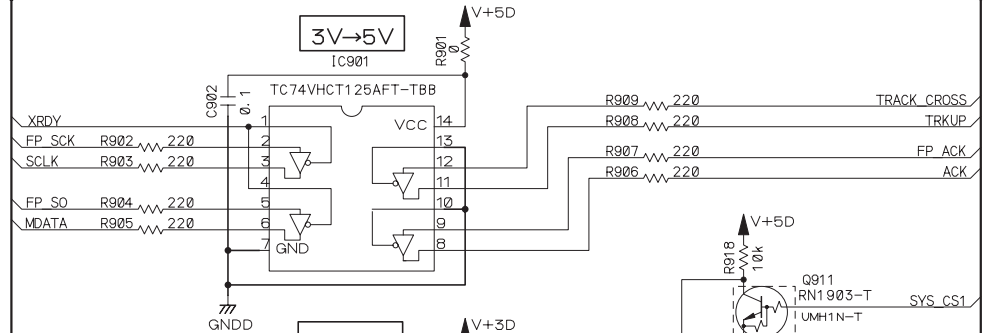 V+5D
3V→5V
R901
0
IC901
C902
0.1
TC74VHCT125AFT-TBB
R909 220 TRACK_CROSS
XRDY 1 VCC 14 R908 220 TRKUP
FP_SCK R902 220 2 13
R907 220 FP_ACK
SCLK R903 220 3 12
4 11 R906 220 ACK
FP_SO R904 220 5 10
MDATA R905 220 6 9
7 GND 8
V+5D
R918
10k
Q911
RN1903-T
SYS_CS1
UMH1N-T
GNDD
V+3D